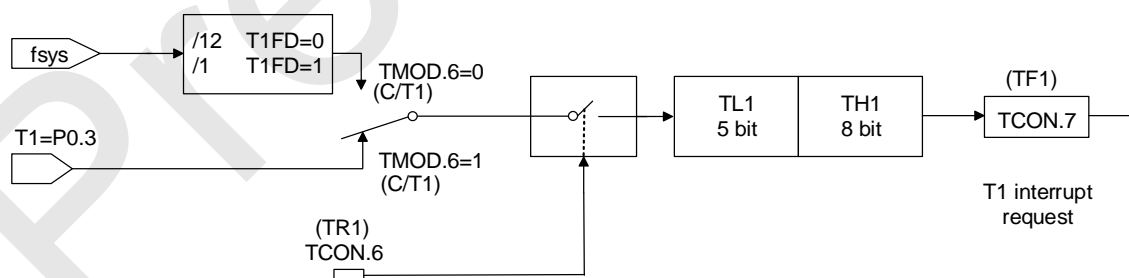 fsys
/12 T1FD=0
/1 T1FD=1
TMOD.6=0
(C/T1)
T1=P0.3
TMOD.6=1
(C/T1)
(TR1)
TCON.6
TL1
5 bit
TH1
8 bit
(TF1)
TCON.7
T1 interrupt
request
Pre